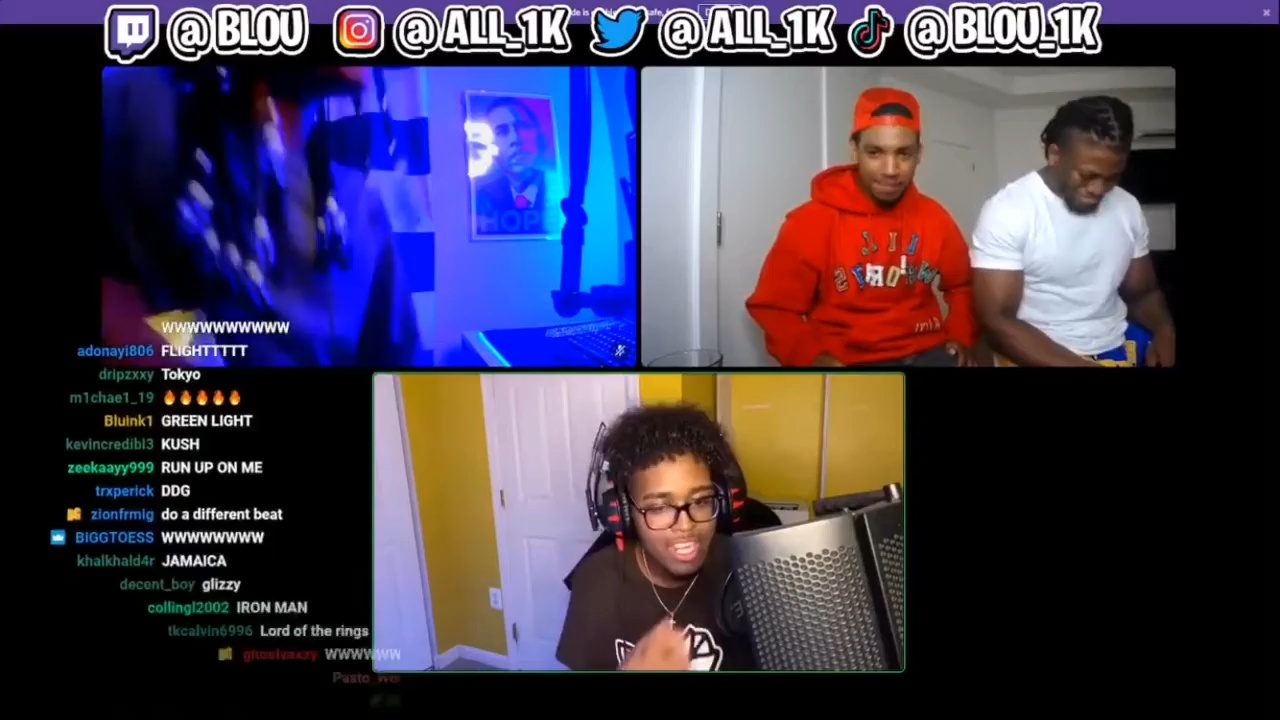 @BLOU @ALL_1K @ALL_1K @BLOU_1K
HOPE
WWWWWWWWWW
adonayi806 FLIGHTTTTT
dripzxxy Tokyo
m1chae1_19 🔥🔥🔥🔥🔥
Bluink1 GREEN LIGHT
kevincredibl3 KUSH
zeekaayy999 RUN UP ON ME
trxperick DDG
zionfrmig do a different beat
BIGGTOESS WWWWWWWW
khalkhald4r JAMAICA
decent_boy glizzy
collingl2002 IRON MAN
tkcalvin6996 Lord of the rings
WWWWWW